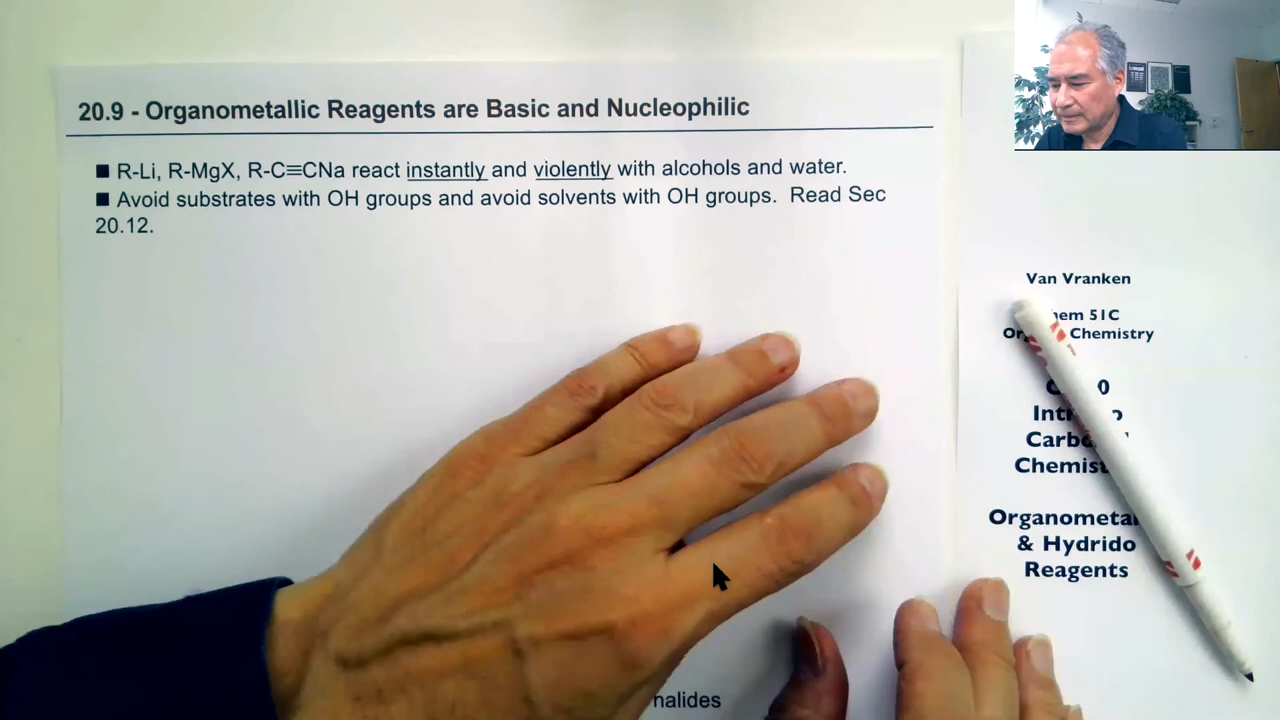 20.9 - Organometallic Reagents are Basic and Nucleophilic
■ R-Li, R-MgX, R-C≡CNa react instantly and violently with alcohols and water.
■ Avoid substrates with OH groups and avoid solvents with OH groups. Read Sec
20.12.
Van Vranken
51C
Chemistry
Organometa
& Hydrido
Reagents